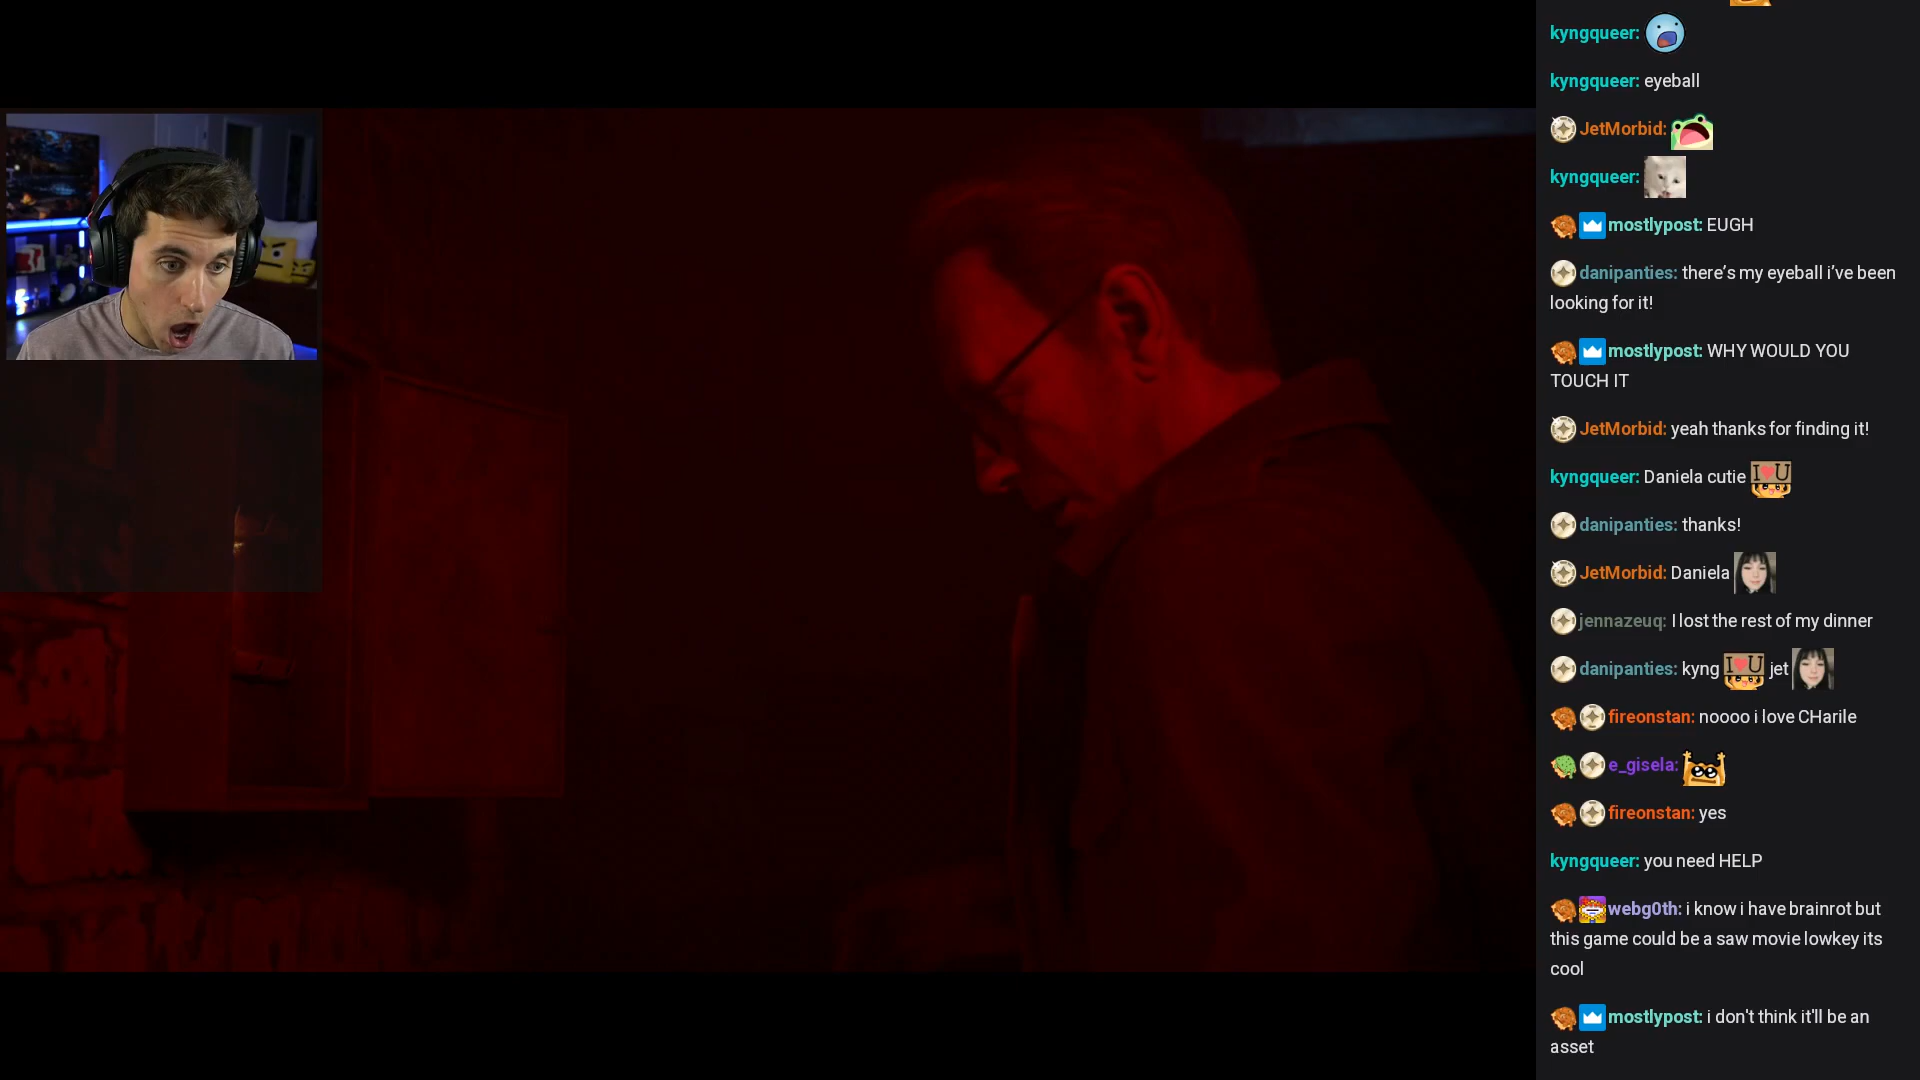 kyngqueer:
kyngqueer: eyeball
JetMorbid:
kyngqueer:
mostlypost: EUGH
danipanties: there’s my eyeball i’ve been
looking for it!
mostlypost: WHY WOULD YOU
TOUCH IT
JetMorbid: yeah thanks for finding it!
kyngqueer: Daniela cutie I U
danipanties: thanks!
JetMorbid: Daniela
jennazeuq: I lost the rest of my dinner
danipanties: kyng I U jet
fireonstan: noooo i love CHarile
e_gisela:
fireonstan: yes
kyngqueer: you need HELP
webg0th: i know i have brainrot but
this game could be a saw movie lowkey its
cool
mostlypost: i don't think it'll be an
asset